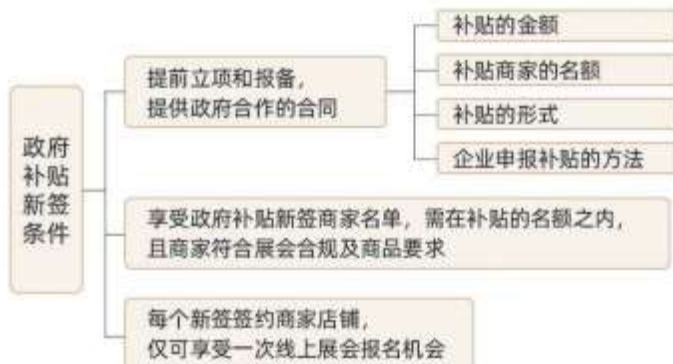 政府
补贴
新签
条件
提前立项和报备，
提供政府合作的合同
补贴的金额
补贴商家的名额
补贴的形式
企业申报补贴的方法
享受政府补贴新签商家名单，需在补贴的名额之内，
且商家符合展会合规及商品要求
每个新签签约商家店铺，
仅可享受一次线上展会报名机会